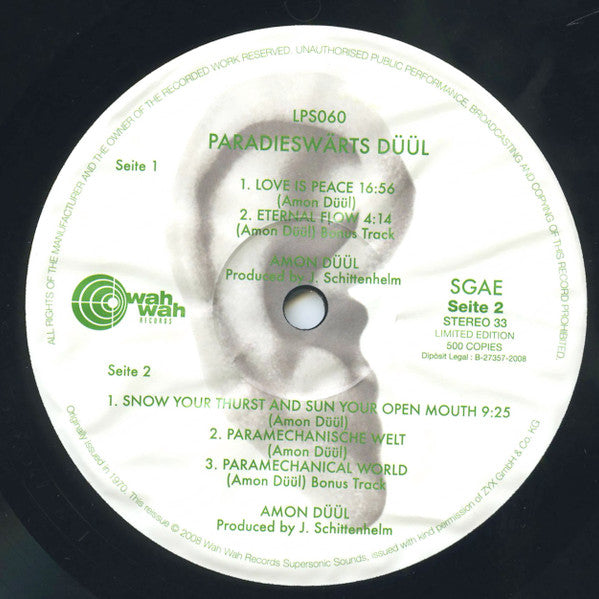 ALL RIGHTS OF THE MANUFACTURER AND THE OWNER OF THE RECORDED WORK RESERVED. UNAUTHORISED PUBLIC PERFORMANCE, BROADCASTING AND COPYING OF THIS RECORD PROHIBITED.
LPS060
PARADIESWÄRTS DÜÜL
Seite 1
1. LOVE IS PEACE 16:56
(Amon Düül)
2. ETERNAL FLOW 4:14
(Amon Düül) Bonus Track
AMON DÜÜL
Produced by J. Schittenhelm
wah
wah
RECORDS
SGAE
Seite 2
STEREO 33
LIMITED EDITION
500 COPIES
Dipòsit Legal : B-27357-2008
Seite 2
1. SNOW YOUR THURST AND SUN YOUR OPEN MOUTH 9:25
(Amon Düül)
2. PARAMECHANISCHE WELT
(Amon Düül)
3. PARAMECHANICAL WORLD
(Amon Düül) Bonus Track
AMON DÜÜL
Produced by J. Schittenhelm
Originally issued in 1970. This reissue © 2008 Wah Wah Records Supersonic Sounds, issued with kind permission of ZYX GmbH & Co. KG